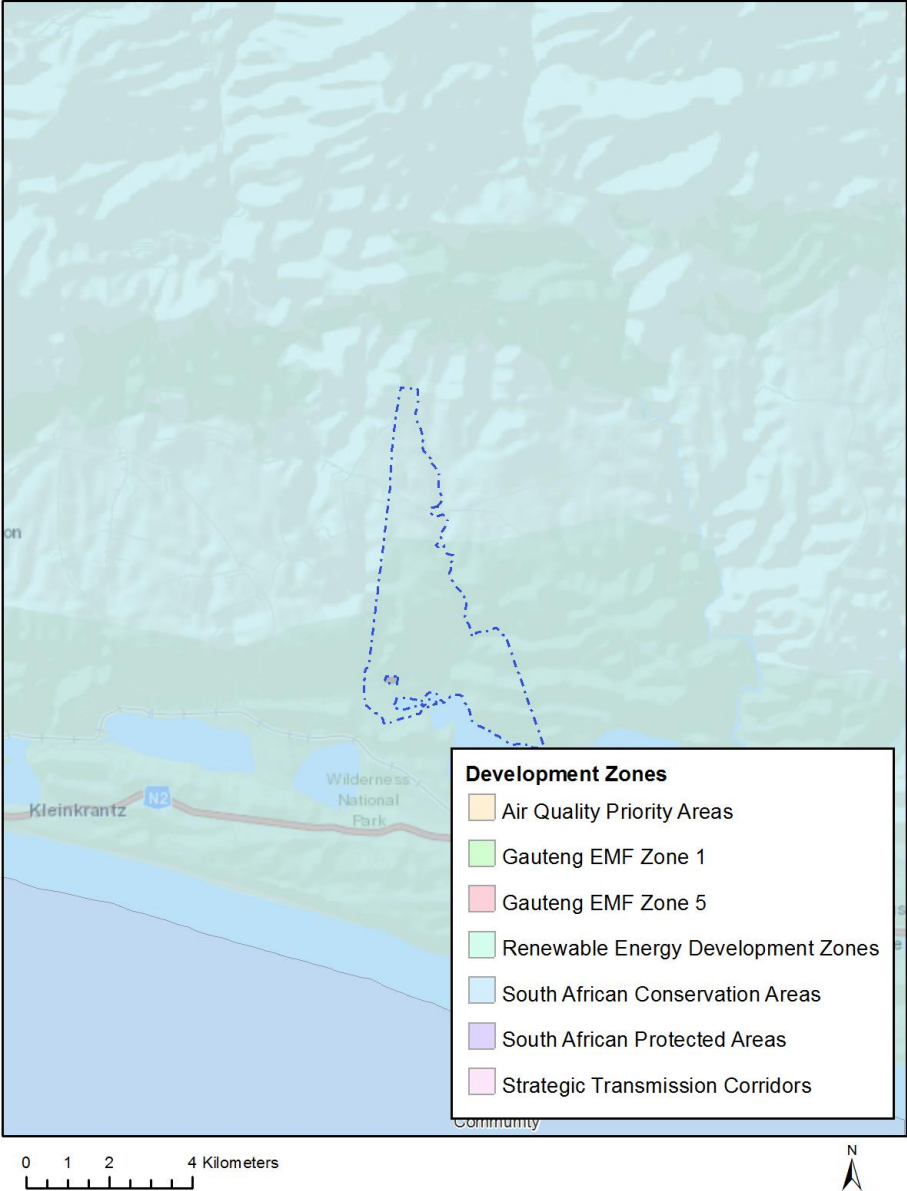 on
Wilderness
National
Park
N2
Kleinkrantz
Development Zones
Air Quality Priority Areas
Gauteng EMF Zone 1
Gauteng EMF Zone 5
s
Renewable Energy Development Zones
e
South African Conservation Areas
South African Protected Areas
Strategic Transmission Corridors
Community
0 1 2 4 Kilometers
N